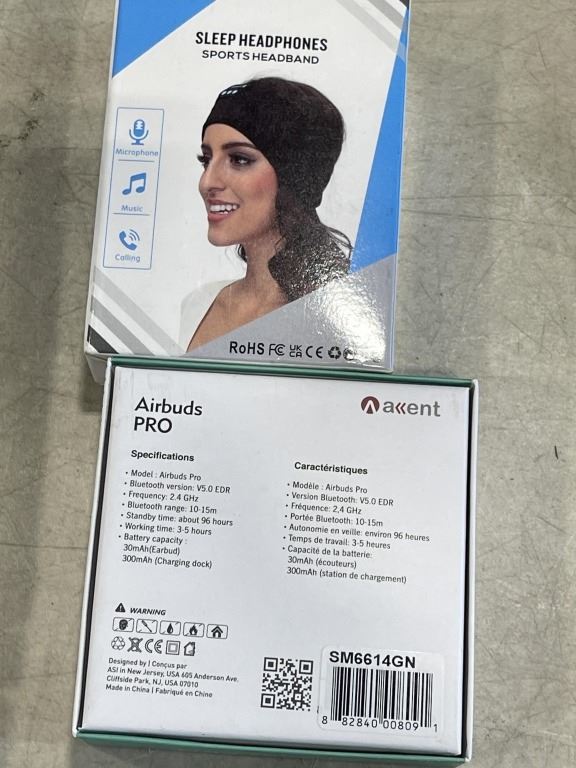 SLEEP HEADPHONES
SPORTS HEADBAND
Microphone
Music
Calling
RoHS FC UK CA CE
Airbuds
PRO
axxent
Specifications
• Model : Airbuds Pro
• Bluetooth version: V5.0 EDR
• Frequency: 2.4 GHz
• Bluetooth range: 10-15m
• Standby time: about 96 hours
• Working time: 3-5 hours
• Battery capacity :
30mAh(Earbud)
300mAh (Charging dock)
Caractéristiques
• Modèle : Airbuds Pro
• Version Bluetooth: V5.0 EDR
• Fréquence: 2,4 GHz
• Portée Bluetooth: 10-15m
• Autonomie en veille: environ 96 heures
• Temps de travail: 3-5 heures
• Capacité de la batterie:
30mAh (écouteurs)
300mAh (station de chargement)
WARNING
CE
Designed by | Conçus par
ASI in New Jersey, USA 605 Anderson Ave.
Cliffside Park, NJ, USA 07010
Made in China | Fabriqué en Chine
SM6614GN
8 82840 00809 1